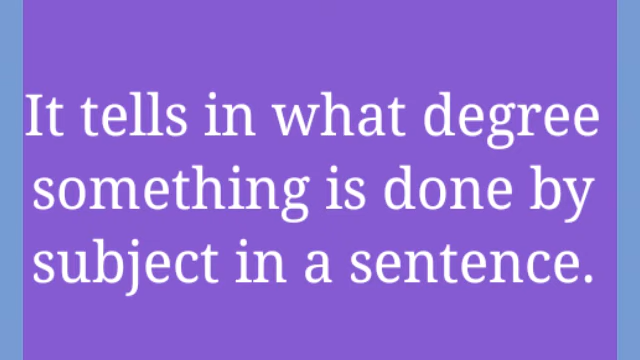 It tells in what degree
something is done by
subject in a sentence.